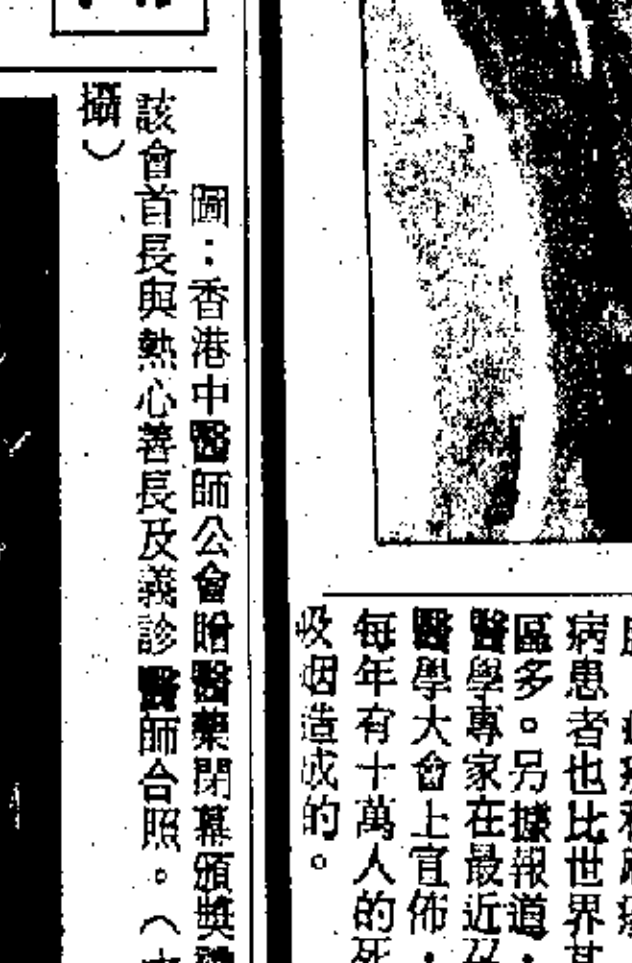 病患者也比世界
區多。另據報道，
醫學專家在最近
醫學大會上宣佈，
每年有十萬人的死
吸烟造成的。
圖：香港中醫師公會贈醫藥閉幕頒獎
該會首長與熱心善長及義診醫師合照。（
攝）